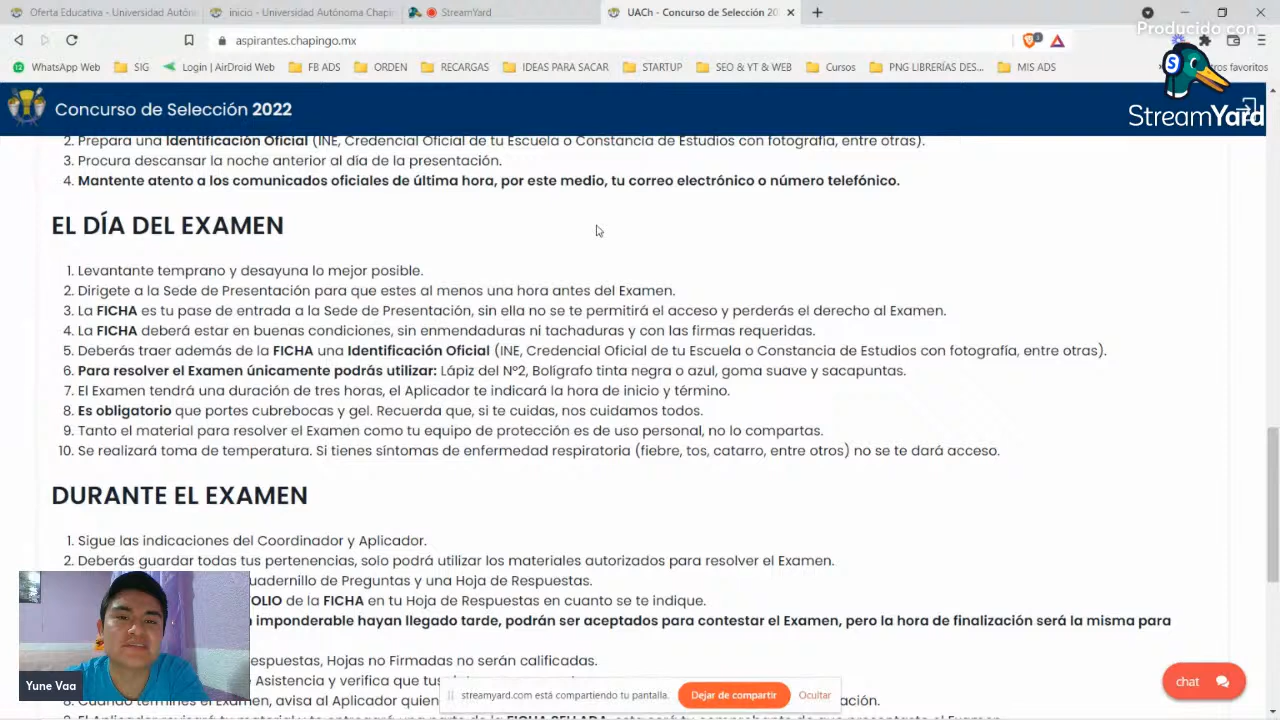 Oferta Educativa - Universidad Autón
inicio - Universidad Autónoma Chapi
StreamYard
UACh - Concurso de Selección 20
Producido con
aspirantes.chapingo.mx
WhatsApp Web
SIG
Login | AirDroid Web
FB ADS
ORDEN
RECARGAS
IDEAS PARA SACAR
STARTUP
SEO & YT & WEB
Cursos
PNG LIBRERÍAS DES...
MIS ADS
ros favoritos
StreamYard
Concurso de Selección 2022
2. Prepara una Identificación Oficial (INE, Credencial Oficial de tu Escuela o Constancia de Estudios con fotografía, entre otras).
3. Procura descansar la noche anterior al día de la presentación.
4. Mantente atento a los comunicados oficiales de última hora, por este medio, tu correo electrónico o número telefónico.
EL DÍA DEL EXAMEN
1. Levantante temprano y desayuna lo mejor posible.
2. Dirigete a la Sede de Presentación para que estes al menos una hora antes del Examen.
3. La FICHA es tu pase de entrada a la Sede de Presentación, sin ella no se te permitirá el acceso y perderás el derecho al Examen.
4. La FICHA deberá estar en buenas condiciones, sin enmendaduras ni tachaduras y con las firmas requeridas.
5. Deberás traer además de la FICHA una Identificación Oficial (INE, Credencial Oficial de tu Escuela o Constancia de Estudios con fotografía, entre otras).
6. Para resolver el Examen únicamente podrás utilizar: Lápiz del Nº2, Bolígrafo tinta negra o azul, goma suave y sacapuntas.
7. El Examen tendrá una duración de tres horas, el Aplicador te indicará la hora de inicio y término.
8. Es obligatorio que portes cubrebocas y gel. Recuerda que, si te cuidas, nos cuidamos todos.
9. Tanto el material para resolver el Examen como tu equipo de protección es de uso personal, no lo compartas.
10. Se realizará toma de temperatura. Si tienes síntomas de enfermedad respiratoria (fiebre, tos, catarro, entre otros) no se te dará acceso.
DURANTE EL EXAMEN
1. Sigue las indicaciones del Coordinador y Aplicador.
2. Deberás guardar todas tus pertenencias, solo podrá utilizar los materiales autorizados para resolver el Examen.
uadernillo de Preguntas y una Hoja de Respuestas.
OLIO de la FICHA en tu Hoja de Respuestas en cuanto se te indique.
imponderable hayan llegado tarde, podrán ser aceptados para contestar el Examen, pero la hora de finalización será la misma para
espuestas, Hojas no Firmadas no serán calificadas.
Asistencia y verifica que tus
Yune Vaa
streamyard.com está compartiendo tu pantalla.
Dejar de compartir
Ocultar
chat
8. Cuando termines el Examen, avisa al Aplicador quien
ación.